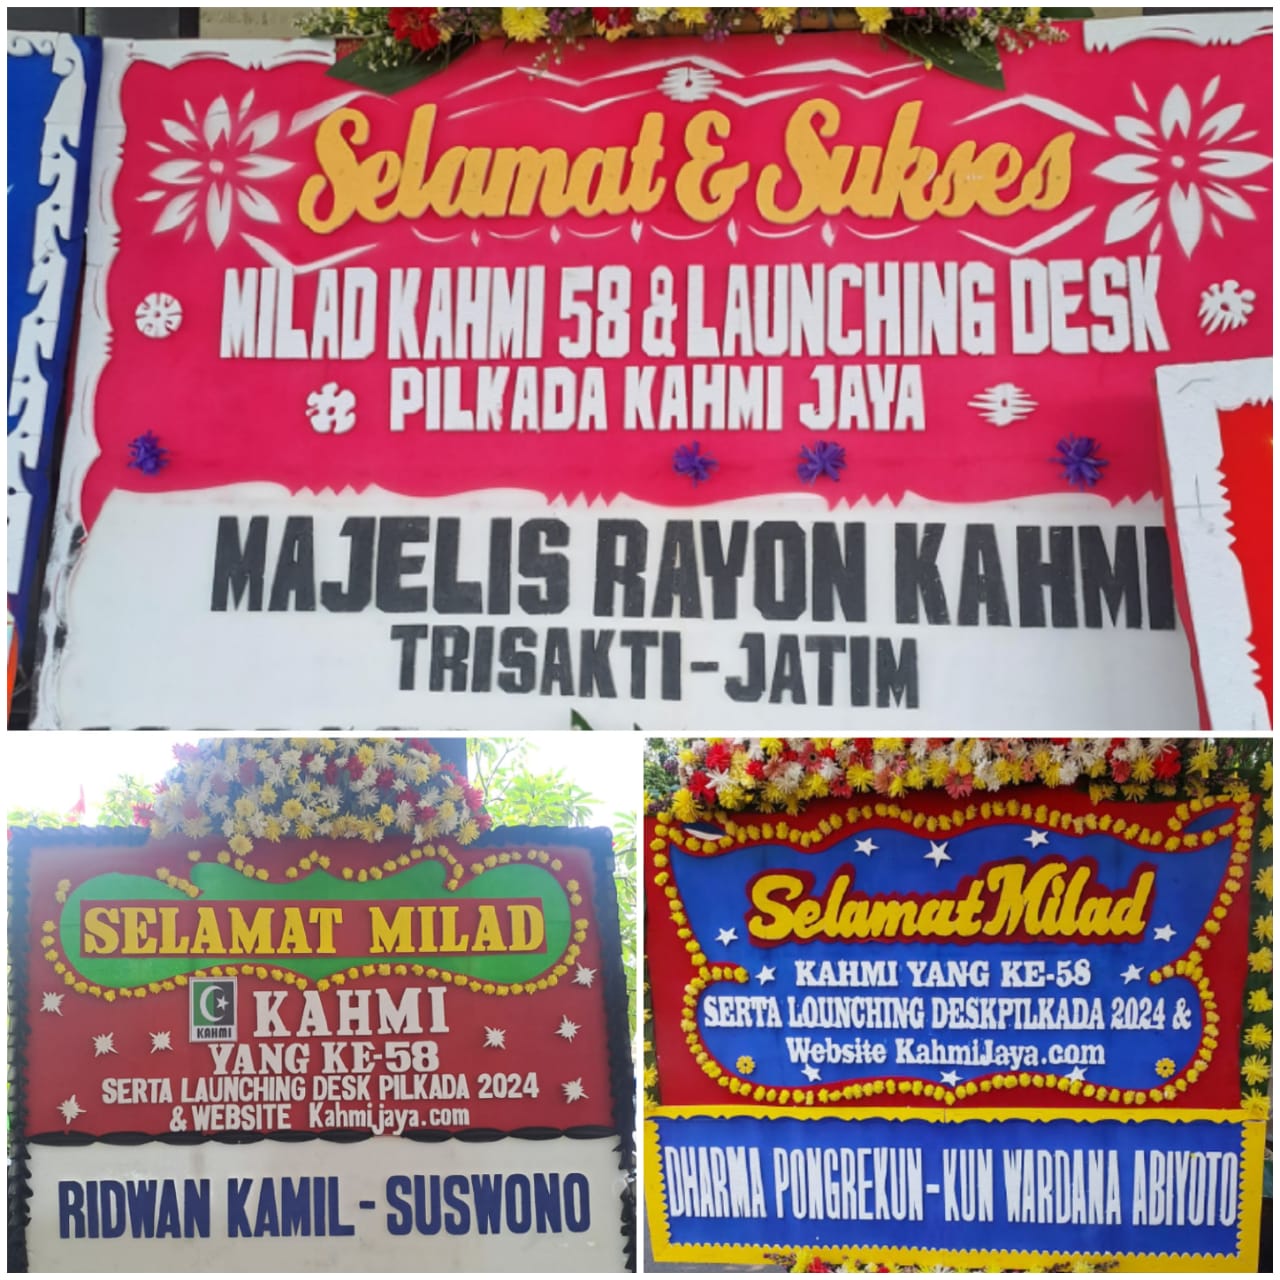 Selamat & Sukses
MILAD KAHMI 58 & LAUNCHING DESK
PILKADA KAHMI JAYA
MAJELIS RAYON KAHMI
TRISAKTI-JATIM
SELAMAT MILAD
KAHMI
KAHMI
YANG KE-58
SERTA LAUNCHING DESK PILKADA 2024
& WEBSITE Kahmijaya.com
RIDWAN KAMIL - SUSWONO
Selamat Milad
KAHMI YANG KE-58
SERTA LOUNCHING DESKPILKADA 2024 &
Website KahmiJaya.com
DHARMA PONGREKUN-KUN WARDANA ABIYOTO